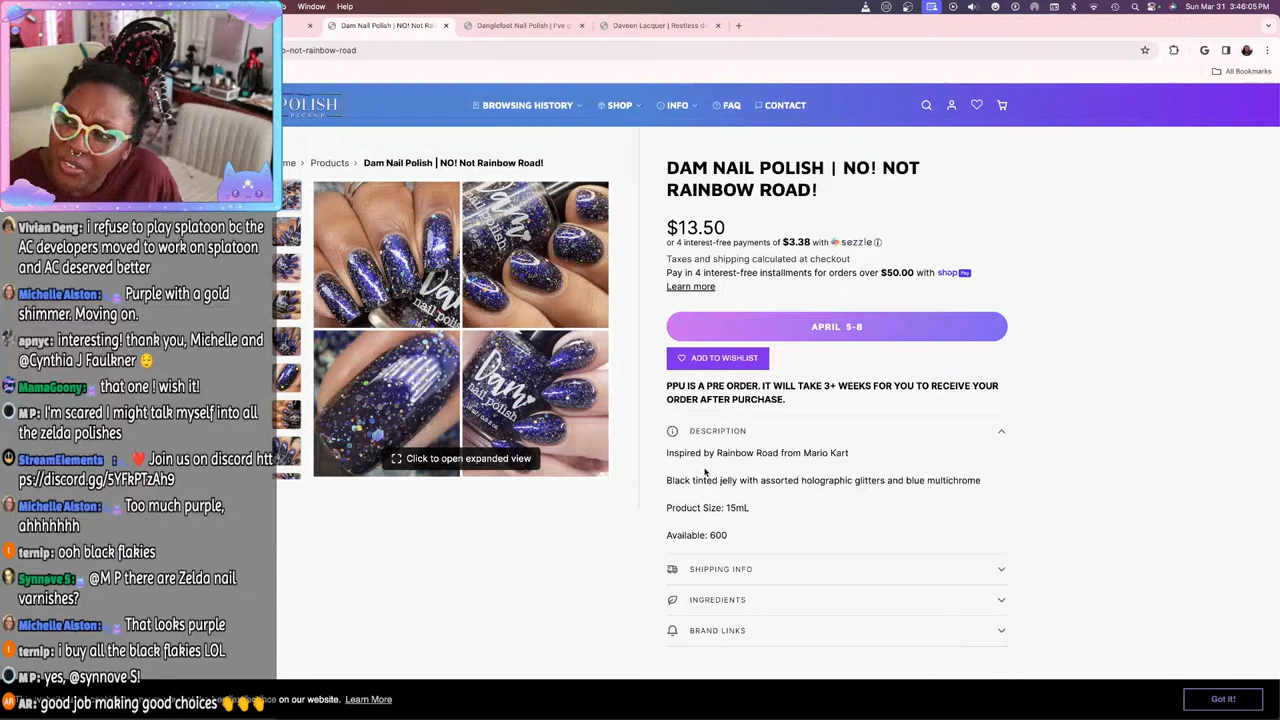 Window Help
Sun Mar 31 3:46:05 PM
Dam Nail Polish | NO! Not Ra
Danglefoot Nail Polish | I've g
Daveen Lacquer | Restless d
o-not-rainbow-road
All Bookmarks
POLISH
PICKUP
BROWSING HISTORY
SHOP
INFO
FAQ
CONTACT
me > Products > Dam Nail Polish | NO! Not Rainbow Road!
DAM NAIL POLISH | NO! NOT
RAINBOW ROAD!
$13.50
or 4 interest-free payments of $3.38 with sezzle
Taxes and shipping calculated at checkout
Pay in 4 interest-free installments for orders over $50.00 with shop Pay
Learn more
APRIL 5-8
ADD TO WISHLIST
PPU IS A PRE ORDER. IT WILL TAKE 3+ WEEKS FOR YOU TO RECEIVE YOUR
ORDER AFTER PURCHASE.
DESCRIPTION
Inspired by Rainbow Road from Mario Kart
Black tinted jelly with assorted holographic glitters and blue multichrome
Product Size: 15mL
Available: 600
SHIPPING INFO
INGREDIENTS
BRAND LINKS
Dam
nail polish
Click to open expanded view
Vivian Deng: i refuse to play splatoon bc the
AC developers moved to work on splatoon
and AC deserved better
Michelle Alston: Purple with a gold
shimmer. Moving on.
apnyc: interesting! thank you, Michelle and
@Cynthia J Faulkner
MamaGoony: that one ! wish it!
M P: I'm scared I might talk myself into all
the zelda polishes
StreamElements : Join us on discord htt
ps://discord.gg/5YFkPTzAh9
Michelle Alston: Too much purple,
ahhhhhhh
ternip: ooh black flakies
Synnove S: @M P there are Zelda nail
varnishes?
Michelle Alston: That looks purple
ternip: i buy all the black flakies LOL
M P: yes, @synnove S!
AR: good job making good choices
on our website. Learn More
Got it!